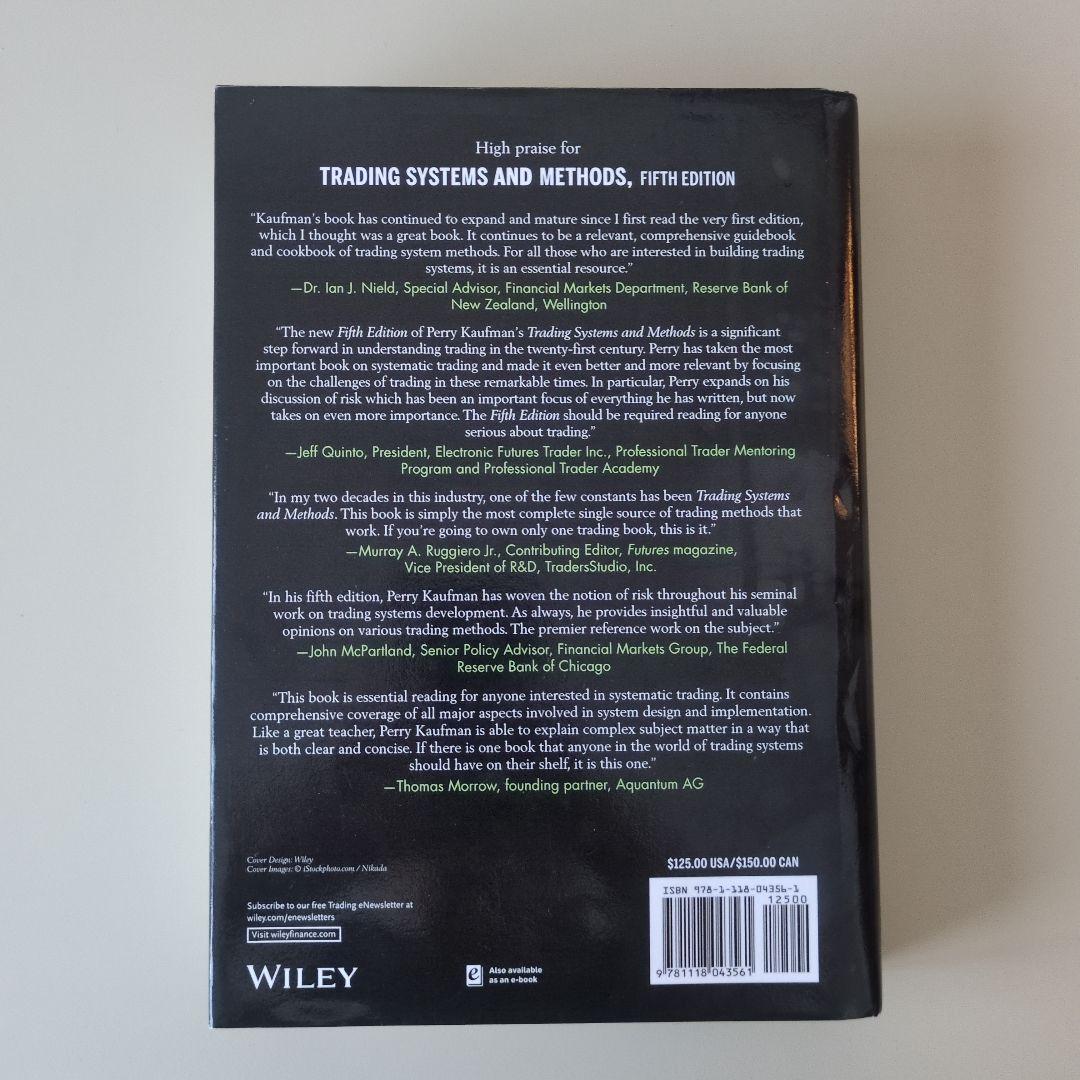 High praise for
TRADING SYSTEMS AND METHODS, FIFTH EDITION
“Kaufman’s book has continued to expand and mature since I first read the very first edition,
which I thought was a great book. It continues to be a relevant, comprehensive guidebook
and cookbook of trading system methods. For all those who are interested in building trading
systems, it is an essential resource.”
—Dr. Ian J. Nield, Special Advisor, Financial Markets Department, Reserve Bank of
New Zealand, Wellington
“The new Fifth Edition of Perry Kaufman’s Trading Systems and Methods is a significant
step forward in understanding trading in the twenty-first century. Perry has taken the most
important book on systematic trading and made it even better and more relevant by focusing
on the challenges of trading in these remarkable times. In particular, Perry expands on his
discussion of risk which has been an important focus of everything he has written, but now
takes on even more importance. The Fifth Edition should be required reading for anyone
serious about trading.”
—Jeff Quinto, President, Electronic Futures Trader Inc., Professional Trader Mentoring
Program and Professional Trader Academy
“In my two decades in this industry, one of the few constants has been Trading Systems
and Methods. This book is simply the most complete single source of trading methods that
work. If you’re going to own only one trading book, this is it.”
—Murray A. Ruggiero Jr., Contributing Editor, Futures magazine,
Vice President of R&D, TradersStudio, Inc.
“In his fifth edition, Perry Kaufman has woven the notion of risk throughout his seminal
work on trading systems development. As always, he provides insightful and valuable
opinions on various trading methods. The premier reference work on the subject.”
—John McPartland, Senior Policy Advisor, Financial Markets Group, The Federal
Reserve Bank of Chicago
“This book is essential reading for anyone interested in systematic trading. It contains
comprehensive coverage of all major aspects involved in system design and implementation.
Like a great teacher, Perry Kaufman is able to explain complex subject matter in a way that
is both clear and concise. If there is one book that anyone in the world of trading systems
should have on their shelf, it is this one.”
—Thomas Morrow, founding partner, Aquantum AG
Cover Design: Wiley
Cover Images: © iStockphoto.com / Nikada
Subscribe to our free Trading eNewsletter at
wiley.com/enewsletters
Visit wileyfinance.com
WILEY
e Also available
as an e-book
$125.00 USA/$150.00 CAN
ISBN 978-1-118-04356-1
12500
9 781118 043561